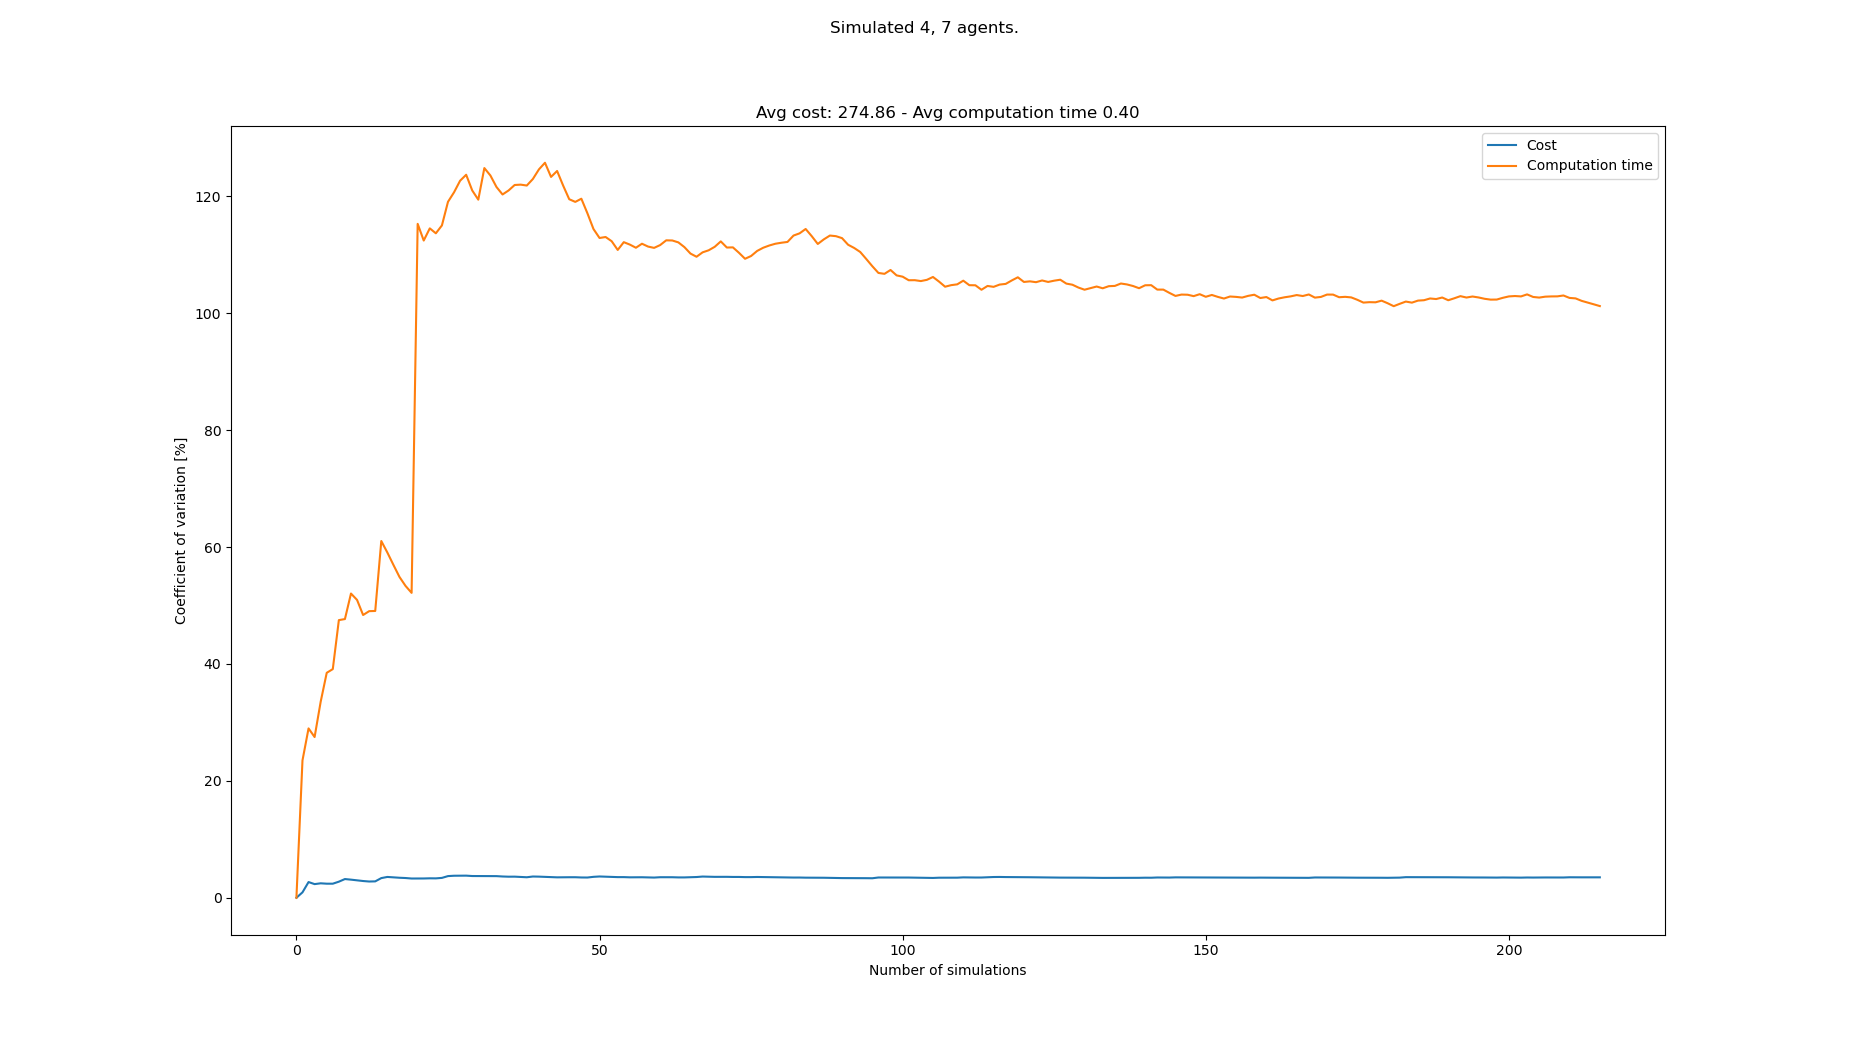 Simulated 4, 7 agents.
Avg cost: 274.86 - Avg computation time 0.40
Cost
Computation time
120
100
80
60
40
20
0
Coefficient of variation [%]
0 50 100 150 200
Number of simulations